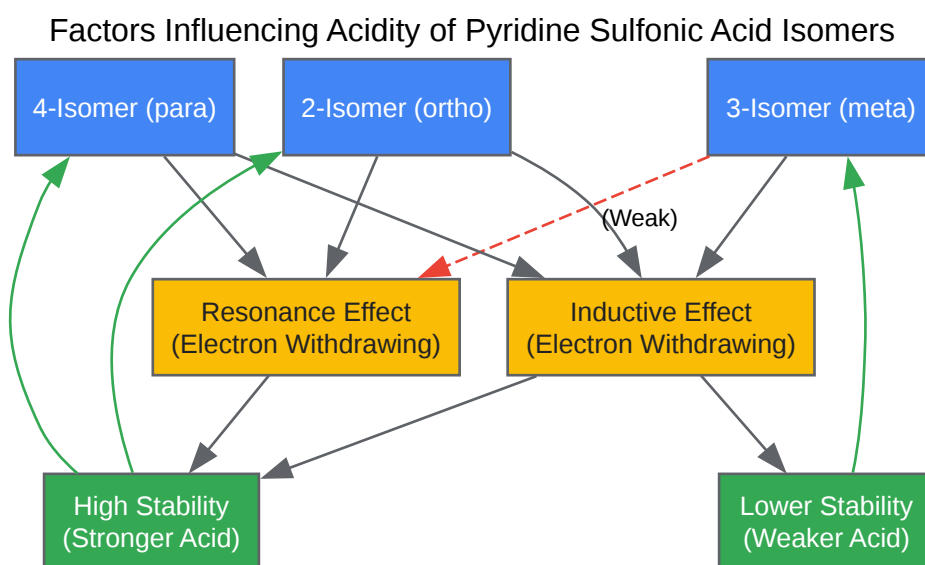 Factors Influencing Acidity of Pyridine Sulfonic Acid Isomers
4-Isomer (para)
2-Isomer (ortho)
3-Isomer (meta)
(Weak)
Resonance Effect
(Electron Withdrawing)
Inductive Effect
(Electron Withdrawing)
High Stability
(Stronger Acid)
Lower Stability
(Weaker Acid)